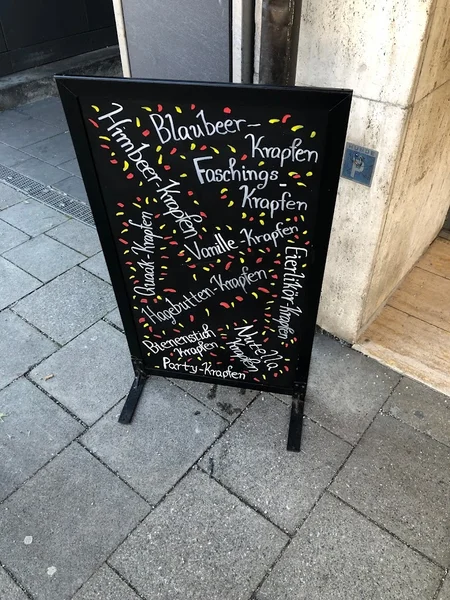 Himbeer Krapfen
Blaubeer-
Krapfen
Faschings-
Krapfen
Vanille-Krapfen
Quark-Krapfen
Eierlikör-Krapfen
Hagebutten-Krapfen
Bienenstich
Krapfen
Nutella
Krapfen
Party-Krapfen
P